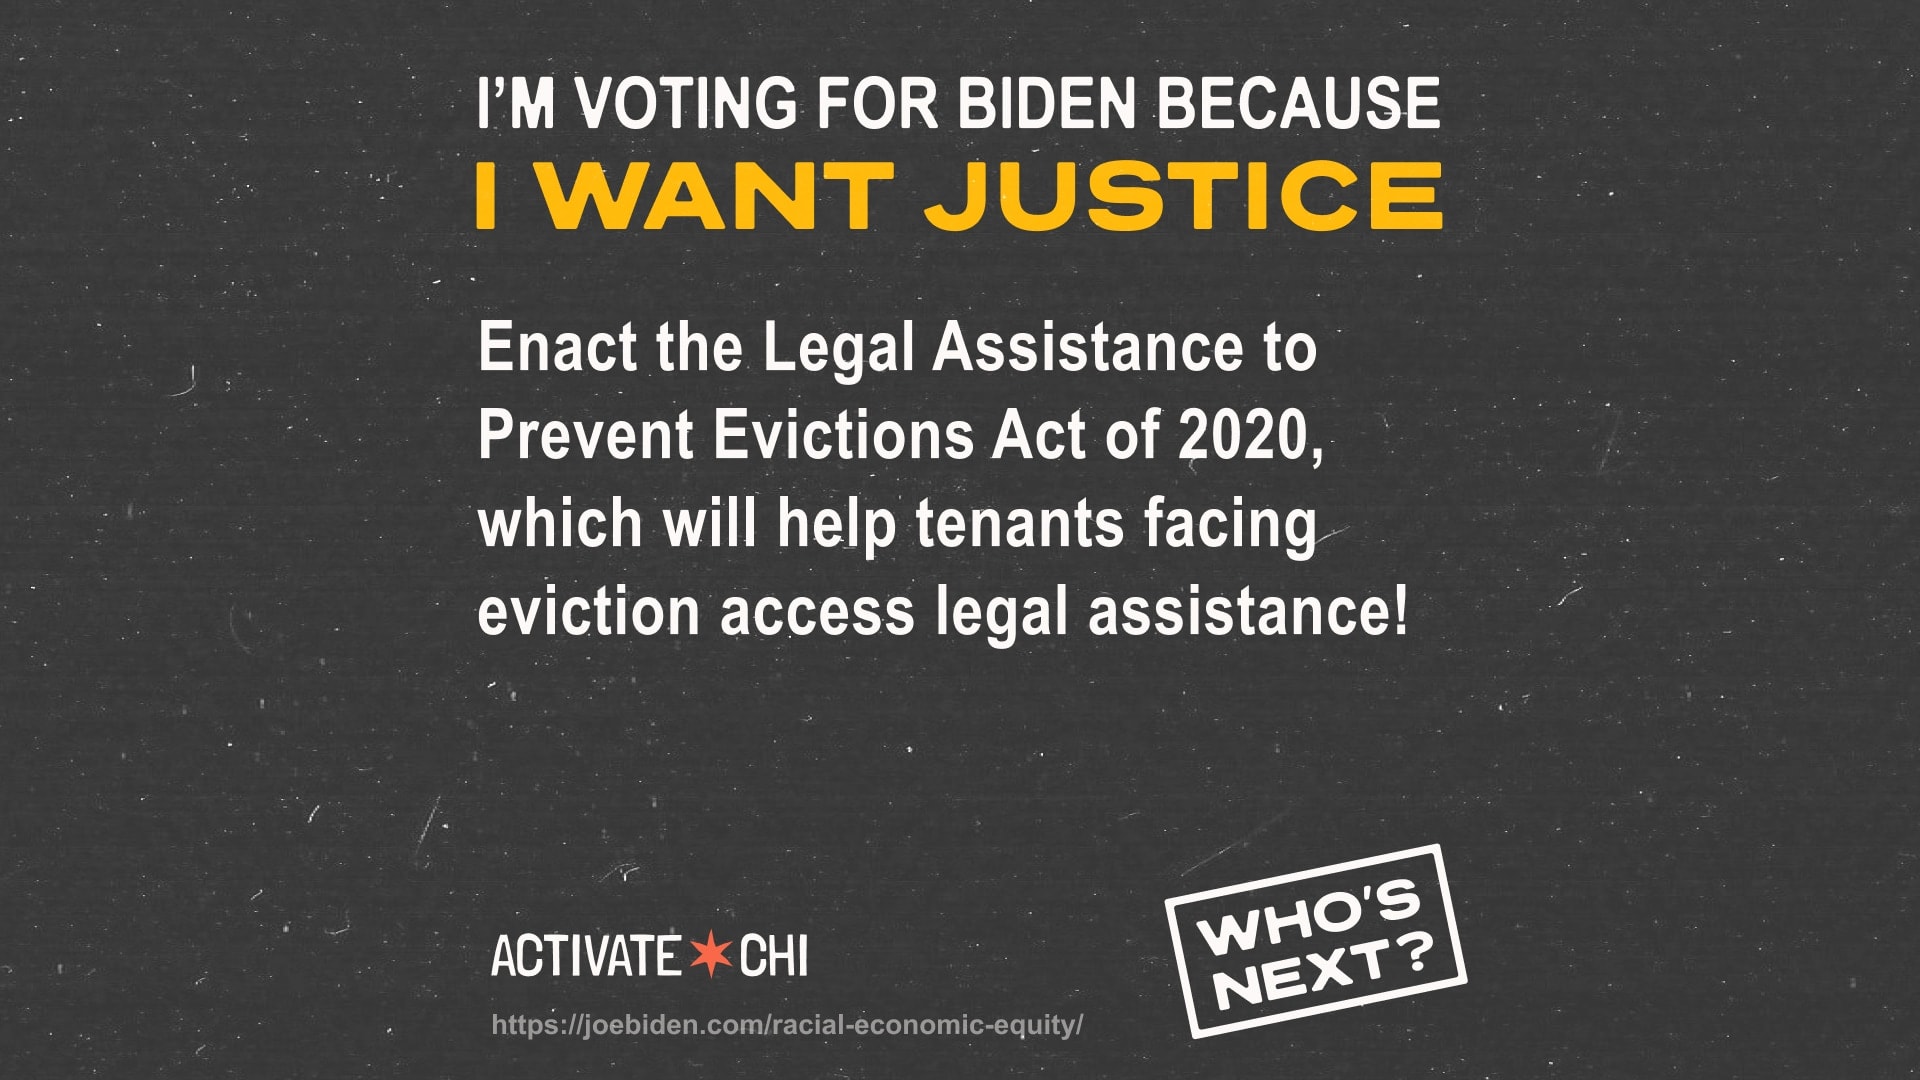 I'M VOTING FOR BIDEN BECAUSE
I WANT JUSTICE
Enact the Legal Assistance to
Prevent Evictions Act of 2020,
which will help tenants facing
eviction access legal assistance!
ACTIVATE CHI
https://joebiden.com/racial-economic-equity/
WHO'S
NEXT?